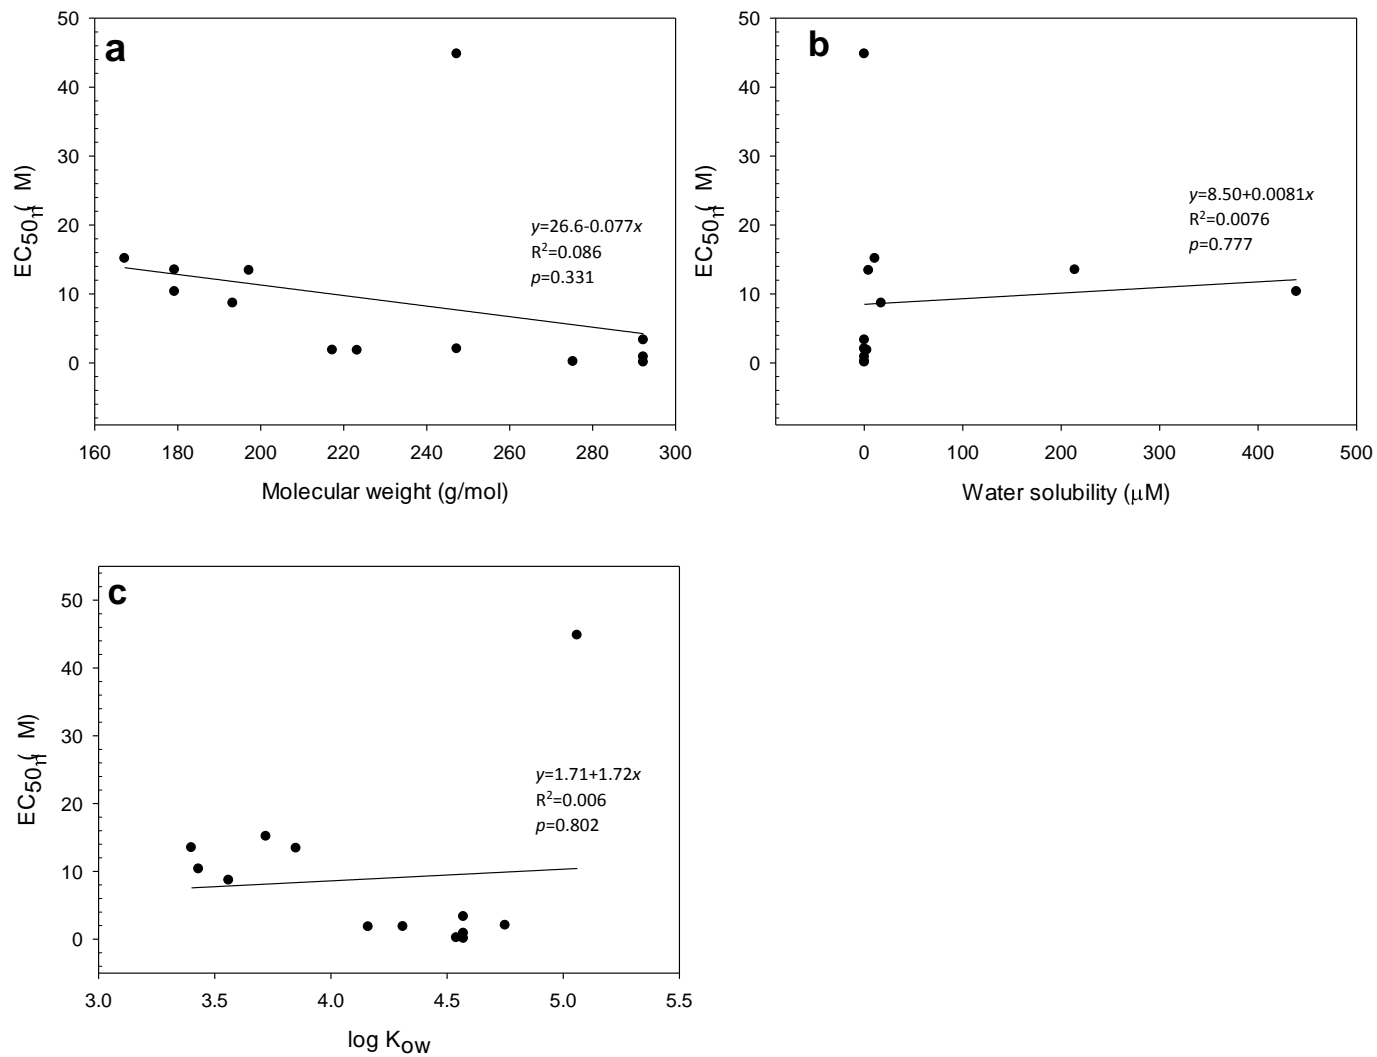 a
50
40
30
20
10
0
EC50 ( M)
y=26.6-0.077x
R²=0.086
p=0.331
160 180 200 220 240 260 280 300
Molecular weight (g/mol)
b
50
40
30
20
10
0
EC50 ( M)
y=8.50+0.0081x
R²=0.0076
p=0.777
0 100 200 300 400 500
Water solubility (μM)
c
50
40
30
20
10
0
EC50 ( M)
y=1.71+1.72x
R²=0.006
p=0.802
3.0 3.5 4.0 4.5 5.0 5.5
log KOW